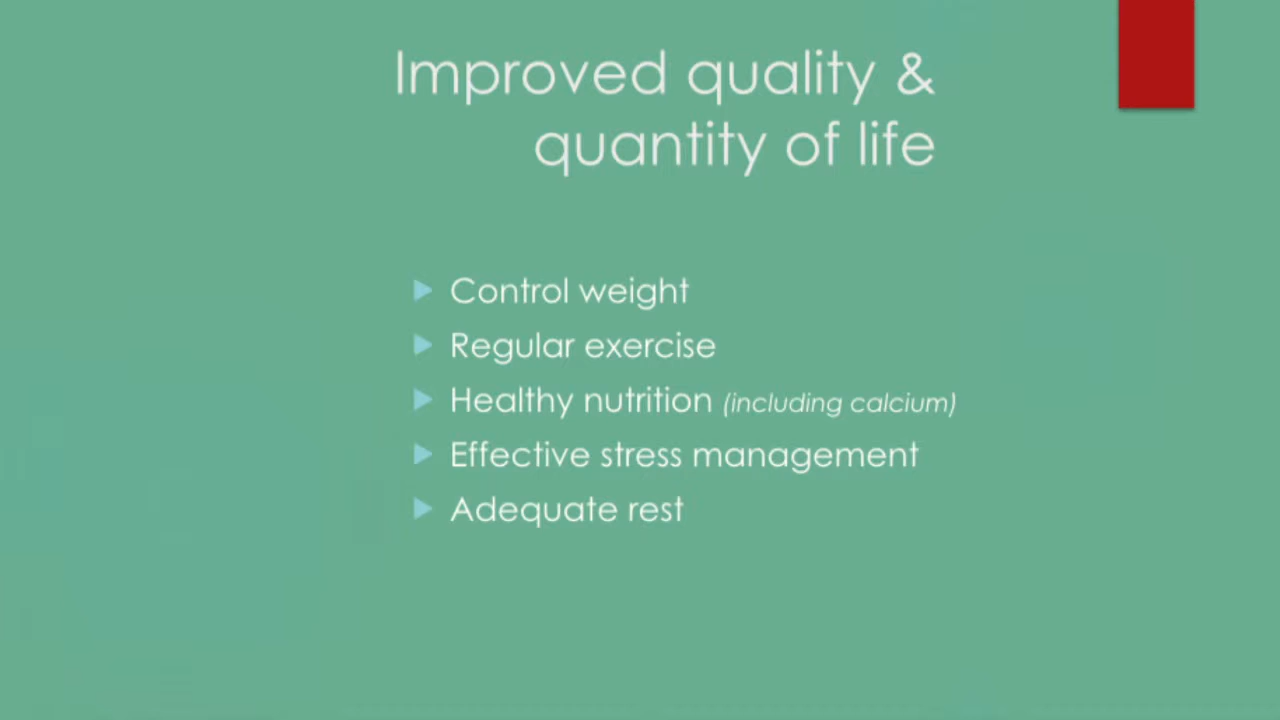 Improved quality &
quantity of life
Control weight
Regular exercise
Healthy nutrition (including calcium)
Effective stress management
Adequate rest